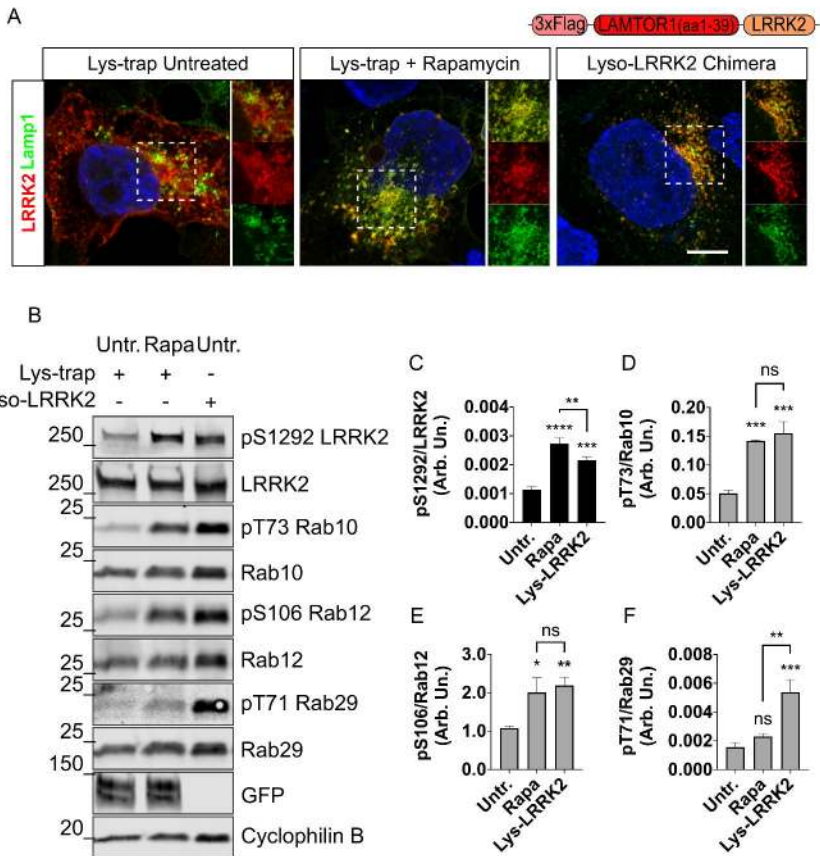 A
3xFlag LAMTOR1(aa1-39) LRRK2
Lys-trap Untreated
Lys-trap + Rapamycin
Lyso-LRRK2 Chimera
LRRK2 Lamp1
B
Untr. Rapa Untr.
Lys-trap + + -
so-LRRK2 - - +
250 pS1292 LRRK2
250 LRRK2
25 pT73 Rab10
25 Rab10
25 pS106 Rab12
25 Rab12
25 pT71 Rab29
25 Rab29
150 GFP
20 Cyclophilin B
C
pS1292/LRRK2
(Arb. Un.)
0.004
0.003
0.002
0.001
0.000
**
****
***
Untr.
Rapa
Lys-LRRK2
D
pT73/Rab10
(Arb. Un.)
0.15
0.10
0.05
0.00
ns
***
***
Untr.
Rapa
Lys-LRRK2
E
pS106/Rab12
(Arb. Un.)
3.0
2.0
1.0
0.0
ns
*
**
Untr.
Rapa
Lys-LRRK2
F
pT71/Rab29
(Arb. Un.)
0.008
0.006
0.004
0.002
0.000
**
ns
***
Untr.
Rapa
Lys-LRRK2